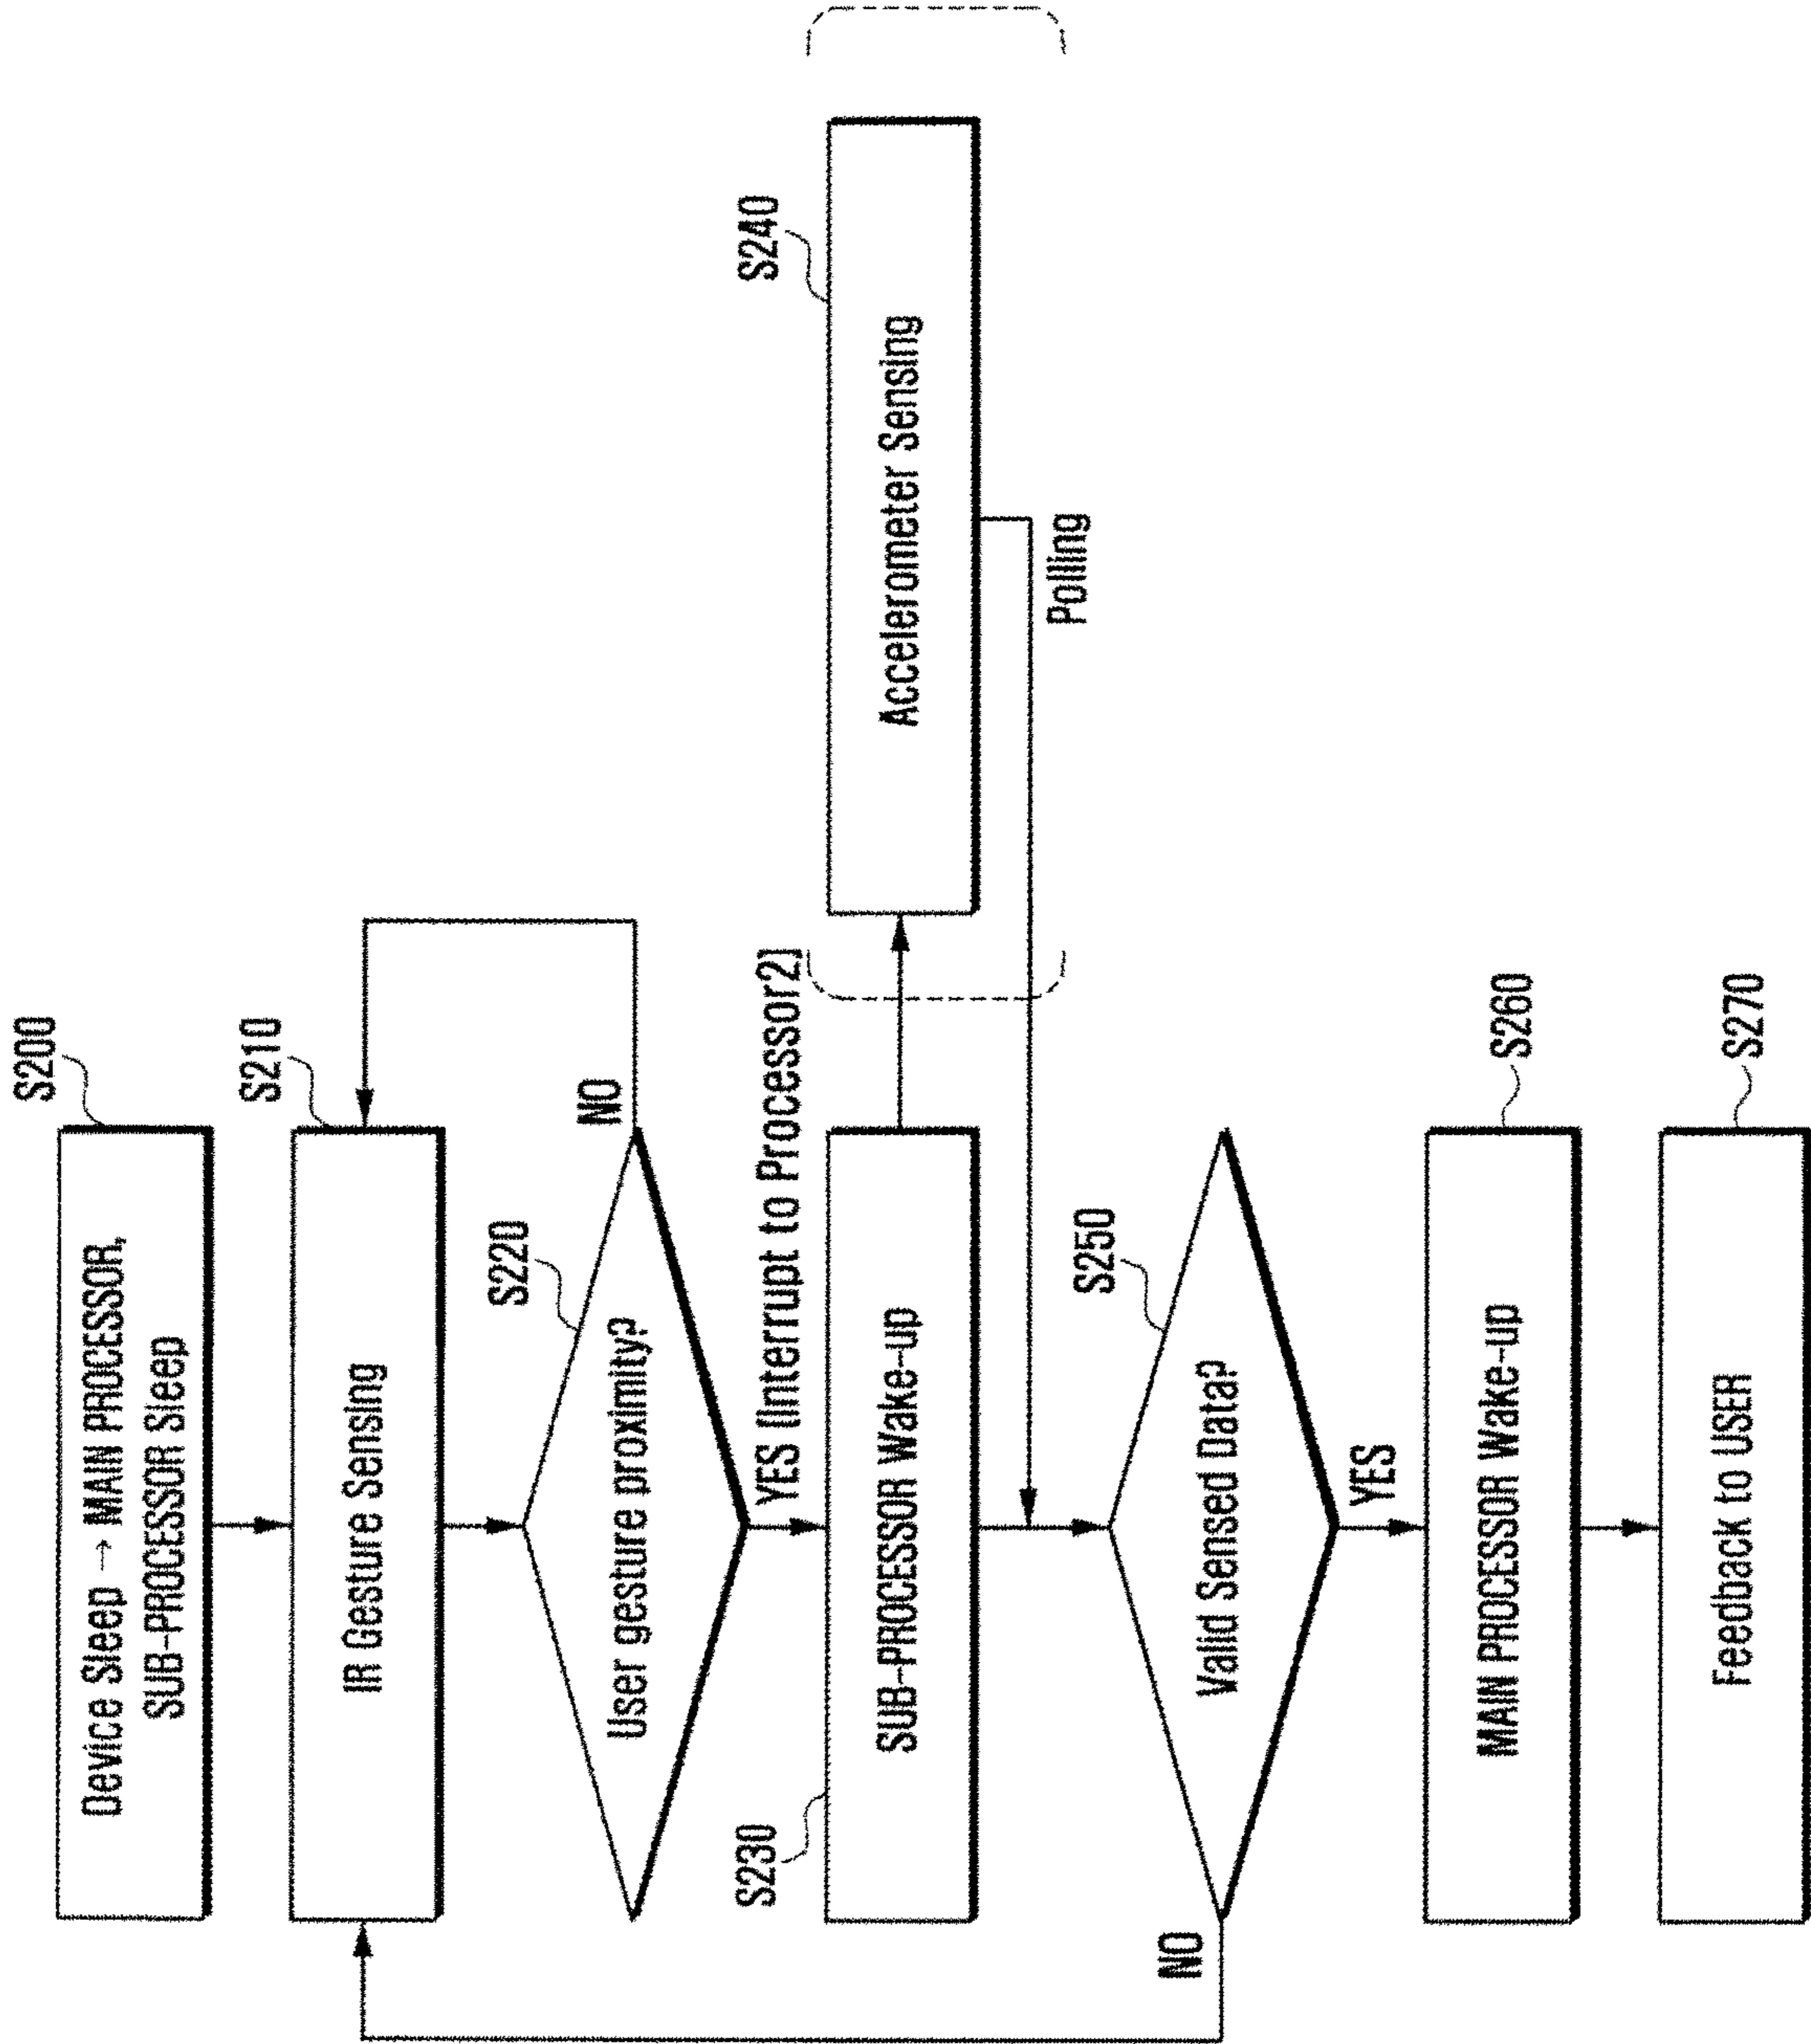 S200
Device Sleep → MAIN PROCESSOR,
SUB-PROCESSOR Sleep
S210
IR Gesture Sensing
S220
User gesture proximity?
NO
YES (Interrupt to Processor2)
S230
SUB-PROCESSOR Wake-up
S240
Accelerometer Sensing
Polling
S250
Valid Sensed Data?
NO
YES
S260
MAIN PROCESSOR Wake-up
S270
Feedback to USER